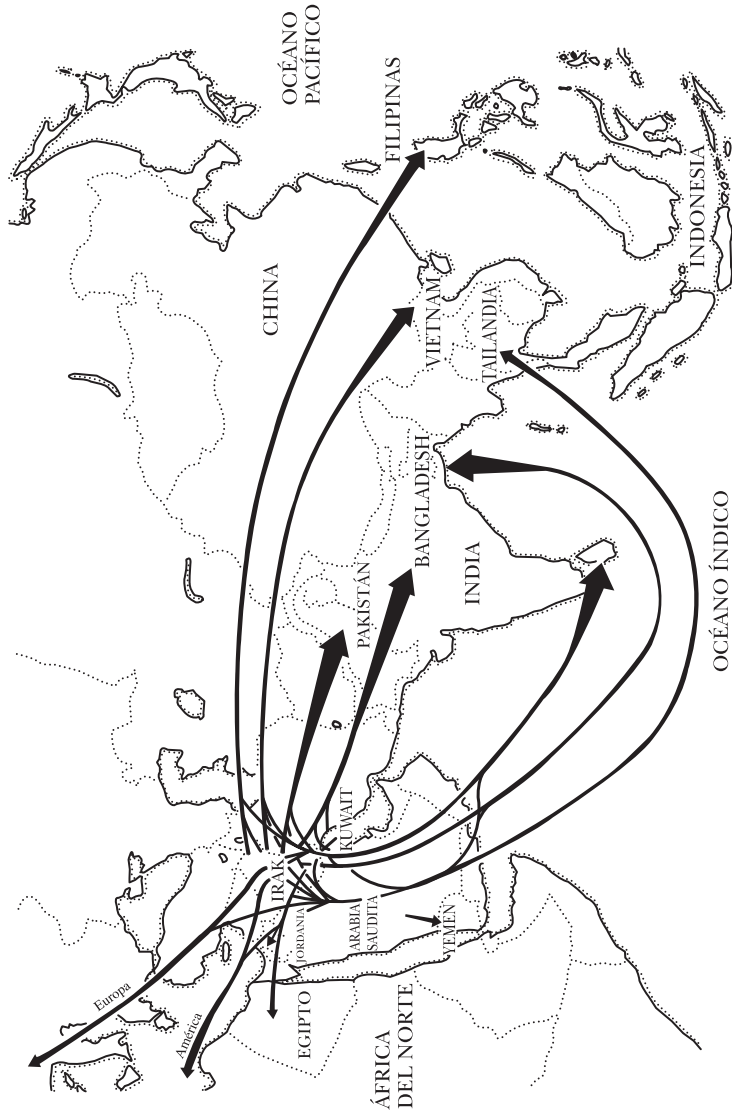 OCÉANO
PACÍFICO
FILIPINAS
CHINA
INDONESIA
VIETNAM
TAILANDIA
BANGLADESH
PAKISTÁN
INDIA
OCÉANO ÍNDICO
KUWAIT
IRAK
JORDANIA
ARABIA
SAUDITA
YEMEN
Europa
América
EGIPTO
ÁFRICA
DEL NORTE